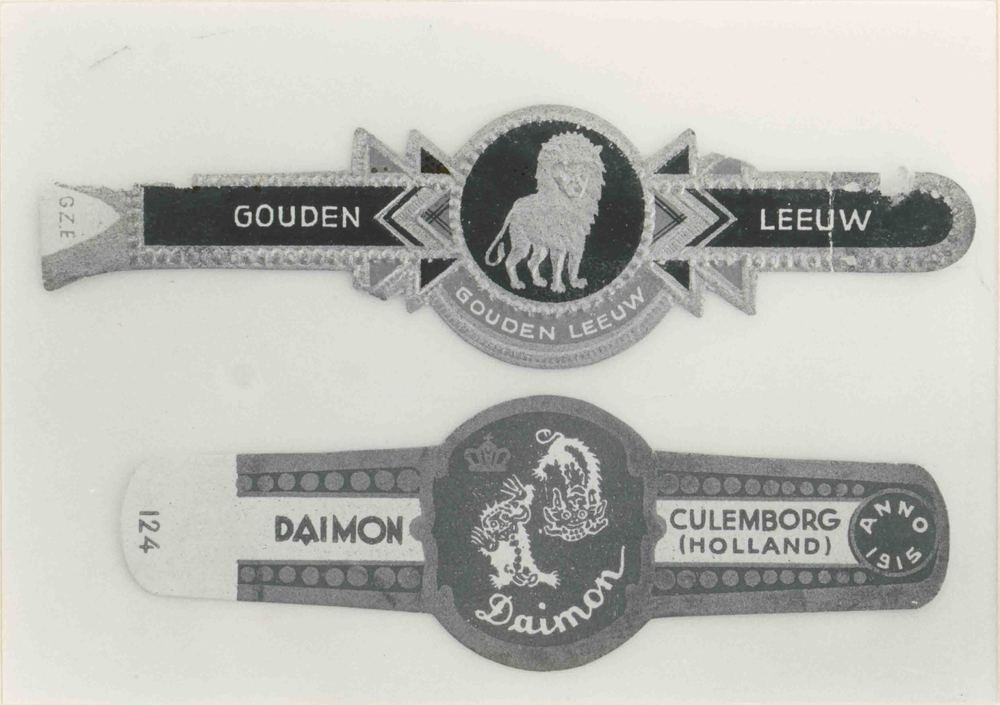 GZE
GOUDEN
LEEUW
GOUDEN LEEUW
124
DAIMON
Daimon
CULEMBORG
(HOLLAND)
ANNO
1915